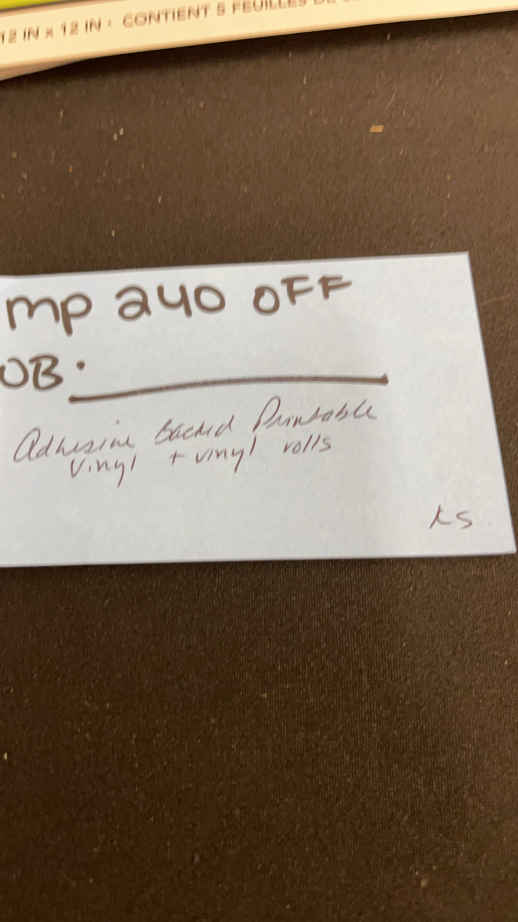 12 IN x 12 IN • CONTIENT 5 FEUILLES
mp 240 OFF
OB:
Adhesive Backed Printable
Vinyl + vinyl rolls
KS